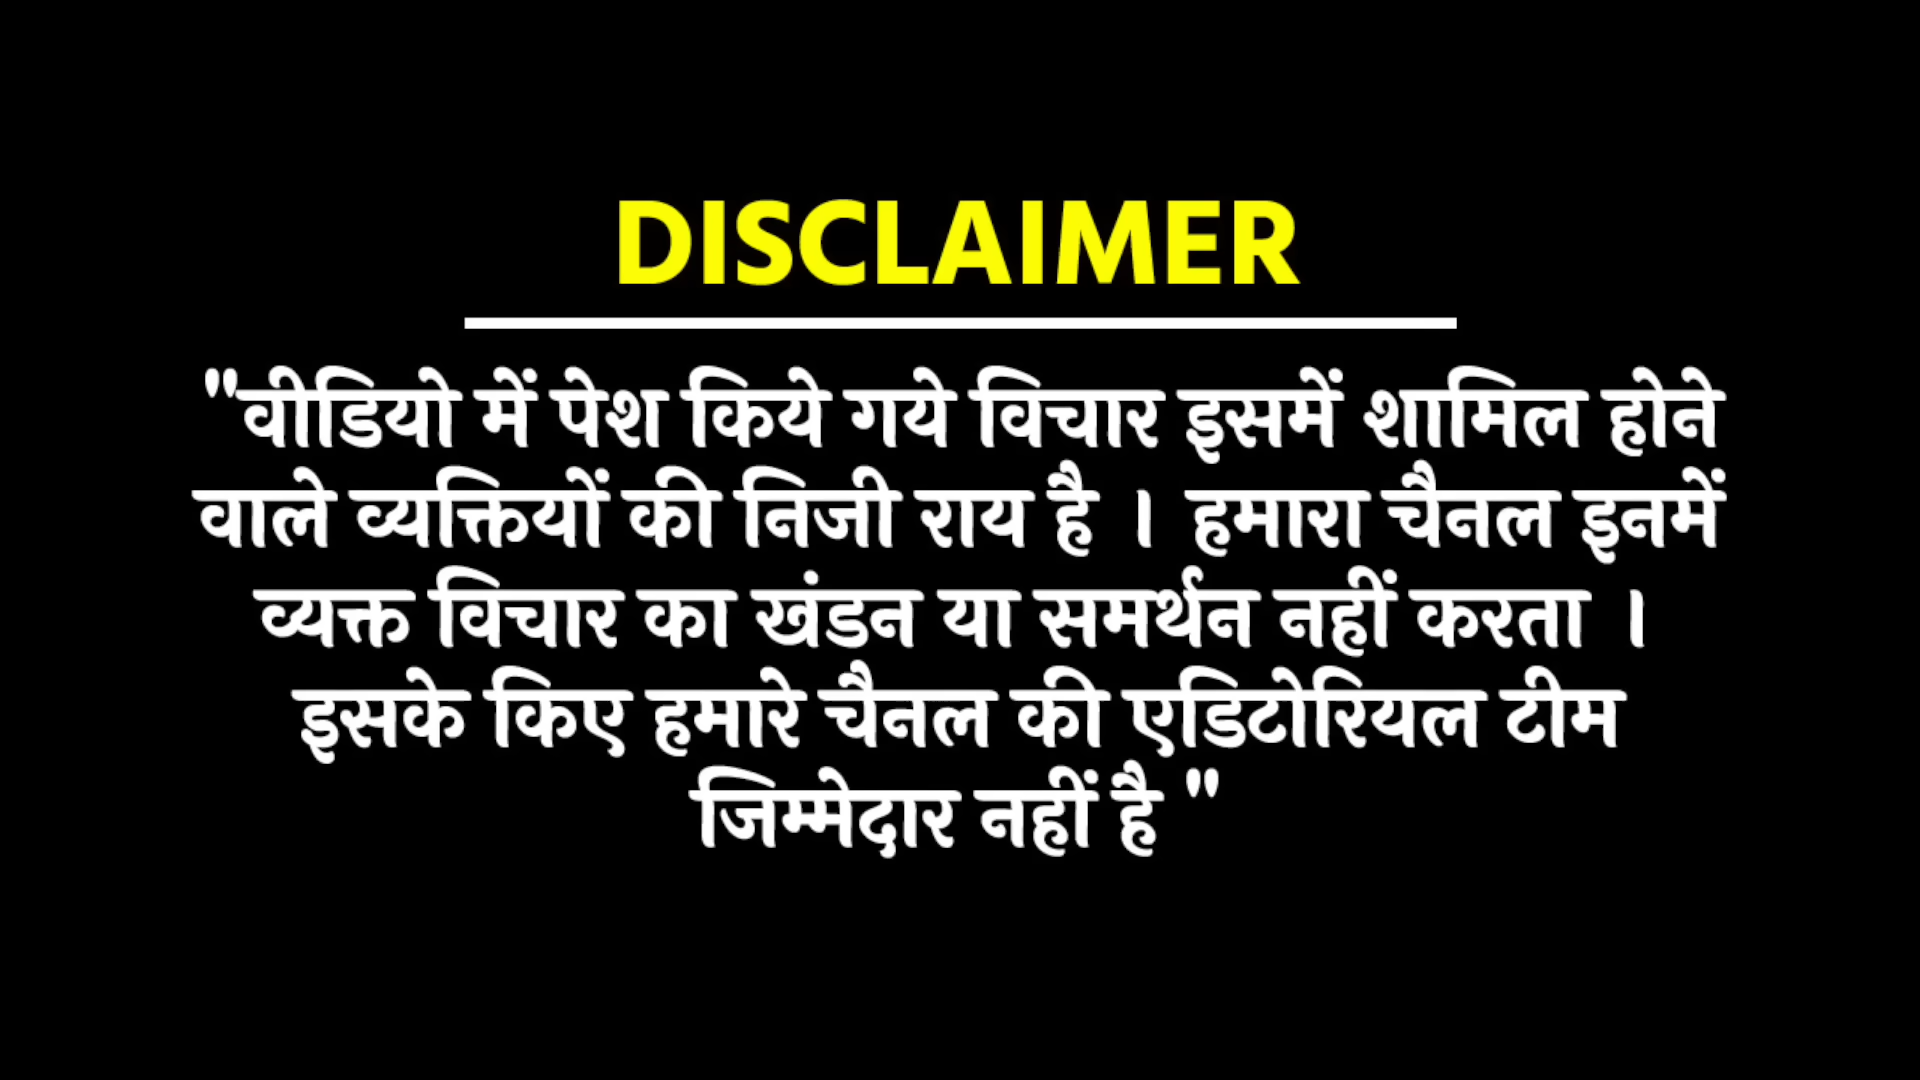 DISCLAIMER
"वीडियो में पेश किये गये विचार इसमें शामिल होने
वाले व्यक्तियों की निजी राय है । हमारा चैनल इनमें
व्यक्त विचार का खंडन या समर्थन नहीं करता ।
इसके किए हमारे चैनल की एडिटोरियल टीम
जिम्मेदार नहीं है "